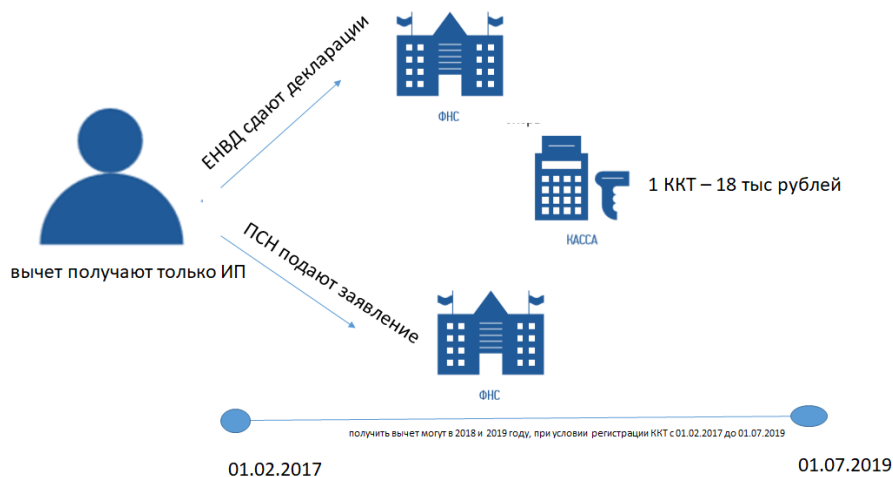 ЕНВД сдают декларации
ФНС
1 ККТ – 18 тыс рублей
КАССА
вычет получают только ИП
ПСН подают заявление
ФНС
получить вычет могут в 2018 и 2019 году, при условии регистрации ККТ с 01.02.2017 до 01.07.2019
01.02.2017
01.07.2019